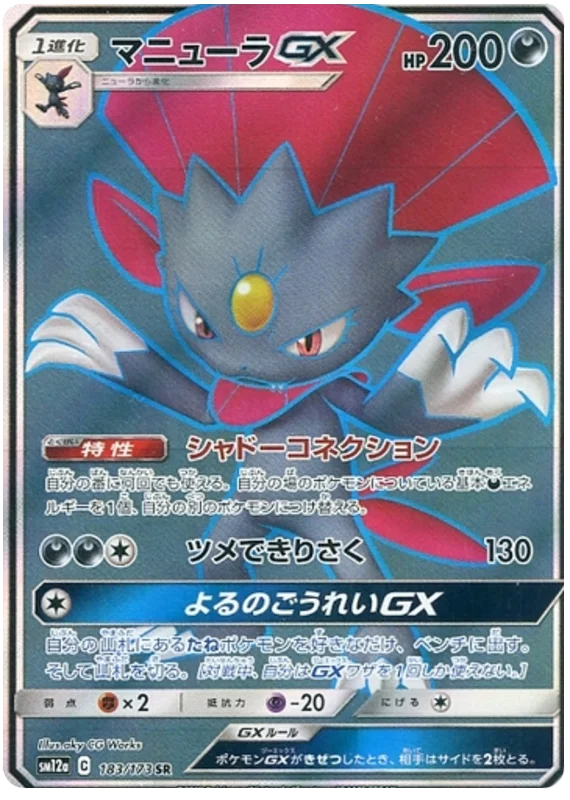 1進化 マニューラGX HP 200
ニューラから進化
特性 シャドーコネクション
自分の番に何回でも使える。自分の場のポケモンについている基本エネ
ルギーを1個、自分の別のポケモンにつけ替える。
ツメできりさく 130
よるのごうれいGX
自分の山札にあるたねポケモンを好きなだけ、ベンチに出す。
そして山札を切る。[対戦中、自分はGXワザを1回しか使えない。]
弱点 ×2 抵抗力 -20 にげる
Illus. aky CG Works
GXルール
SM12a C 183/173 SR
ポケモンGXがきぜつしたとき、相手はサイドを2枚とる。